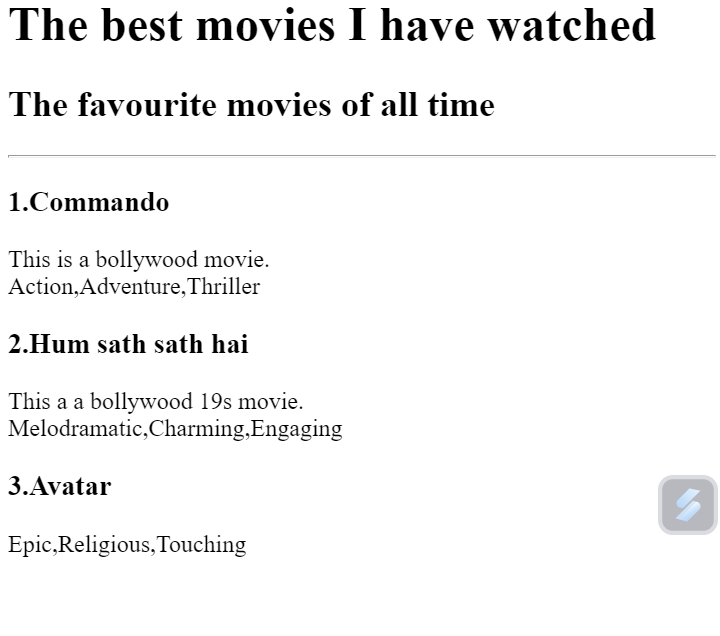 The best movies I have watched
The favourite movies of all time
1.Commando
This is a bollywood movie.
Action,Adventure,Thriller
2.Hum sath sath hai
This a a bollywood 19s movie.
Melodramatic,Charming,Engaging
3.Avatar
Epic,Religious,Touching